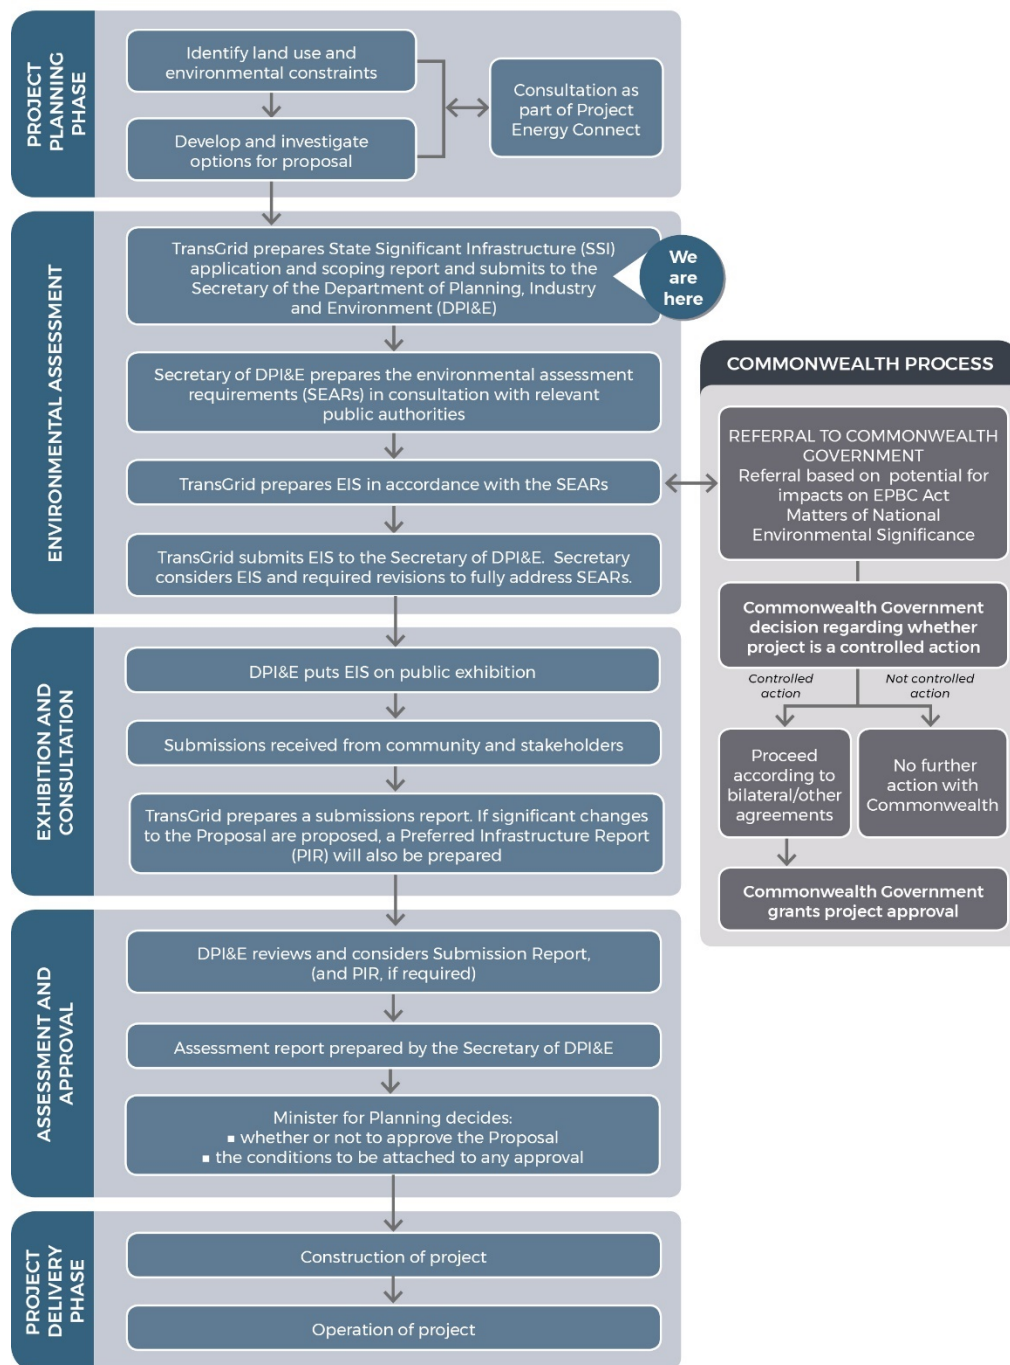 PROJECT
PLANNING
PHASE
Identify land use and
environmental constraints
Develop and investigate
options for proposal
Consultation as
part of Project
Energy Connect
ENVIRONMENTAL ASSESSMENT
TransGrid prepares State Significant Infrastructure (SSI)
application and scoping report and submits to the
Secretary of the Department of Planning, Industry
and Environment (DPI&E)
We
are
here
Secretary of DPI&E prepares the environmental assessment
requirements (SEARs) in consultation with relevant
public authorities
TransGrid prepares EIS in accordance with the SEARs
TransGrid submits EIS to the Secretary of DPI&E. Secretary
considers EIS and required revisions to fully address SEARs.
COMMONWEALTH PROCESS
REFERRAL TO COMMONWEALTH
GOVERNMENT
Referral based on potential for
impacts on EPBC Act
Matters of National
Environmental Significance
Commonwealth Government
decision regarding whether
project is a controlled action
Controlled
action
Not controlled
action
Proceed
according to
bilateral/other
agreements
No further
action with
Commonwealth
Commonwealth Government
grants project approval
EXHIBITION AND
CONSULTATION
DPI&E puts EIS on public exhibition
Submissions received from community and stakeholders
TransGrid prepares a submissions report. If significant changes
to the Proposal are proposed, a Preferred Infrastructure Report
(PIR) will also be prepared
ASSESSMENT AND
APPROVAL
DPI&E reviews and considers Submission Report,
(and PIR, if required)
Assessment report prepared by the Secretary of DPI&E
Minister for Planning decides:
▪ whether or not to approve the Proposal
▪ the conditions to be attached to any approval
PROJECT
DELIVERY
PHASE
Construction of project
Operation of project